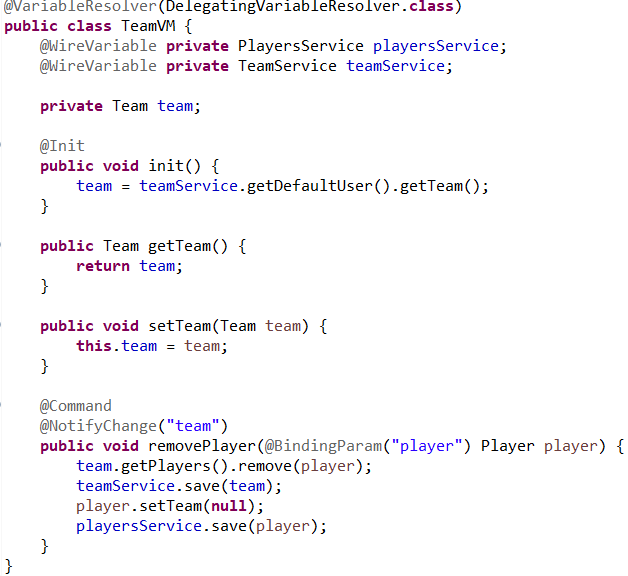 @VariableResolver(DelegatingVariableResolver.class)
public class TeamVM {
@WireVariable private PlayersService playersService;
@WireVariable private TeamService teamService;
private Team team;
@Init
public void init() {
team = teamService.getDefaultUser().getTeam();
}
public Team getTeam() {
return team;
}
public void setTeam(Team team) {
this.team = team;
}
@Command
@NotifyChange("team")
public void removePlayer(@BindingParam("player") Player player) {
team.getPlayers().remove(player);
teamService.save(team);
player.setTeam(null);
playersService.save(player);
}
}